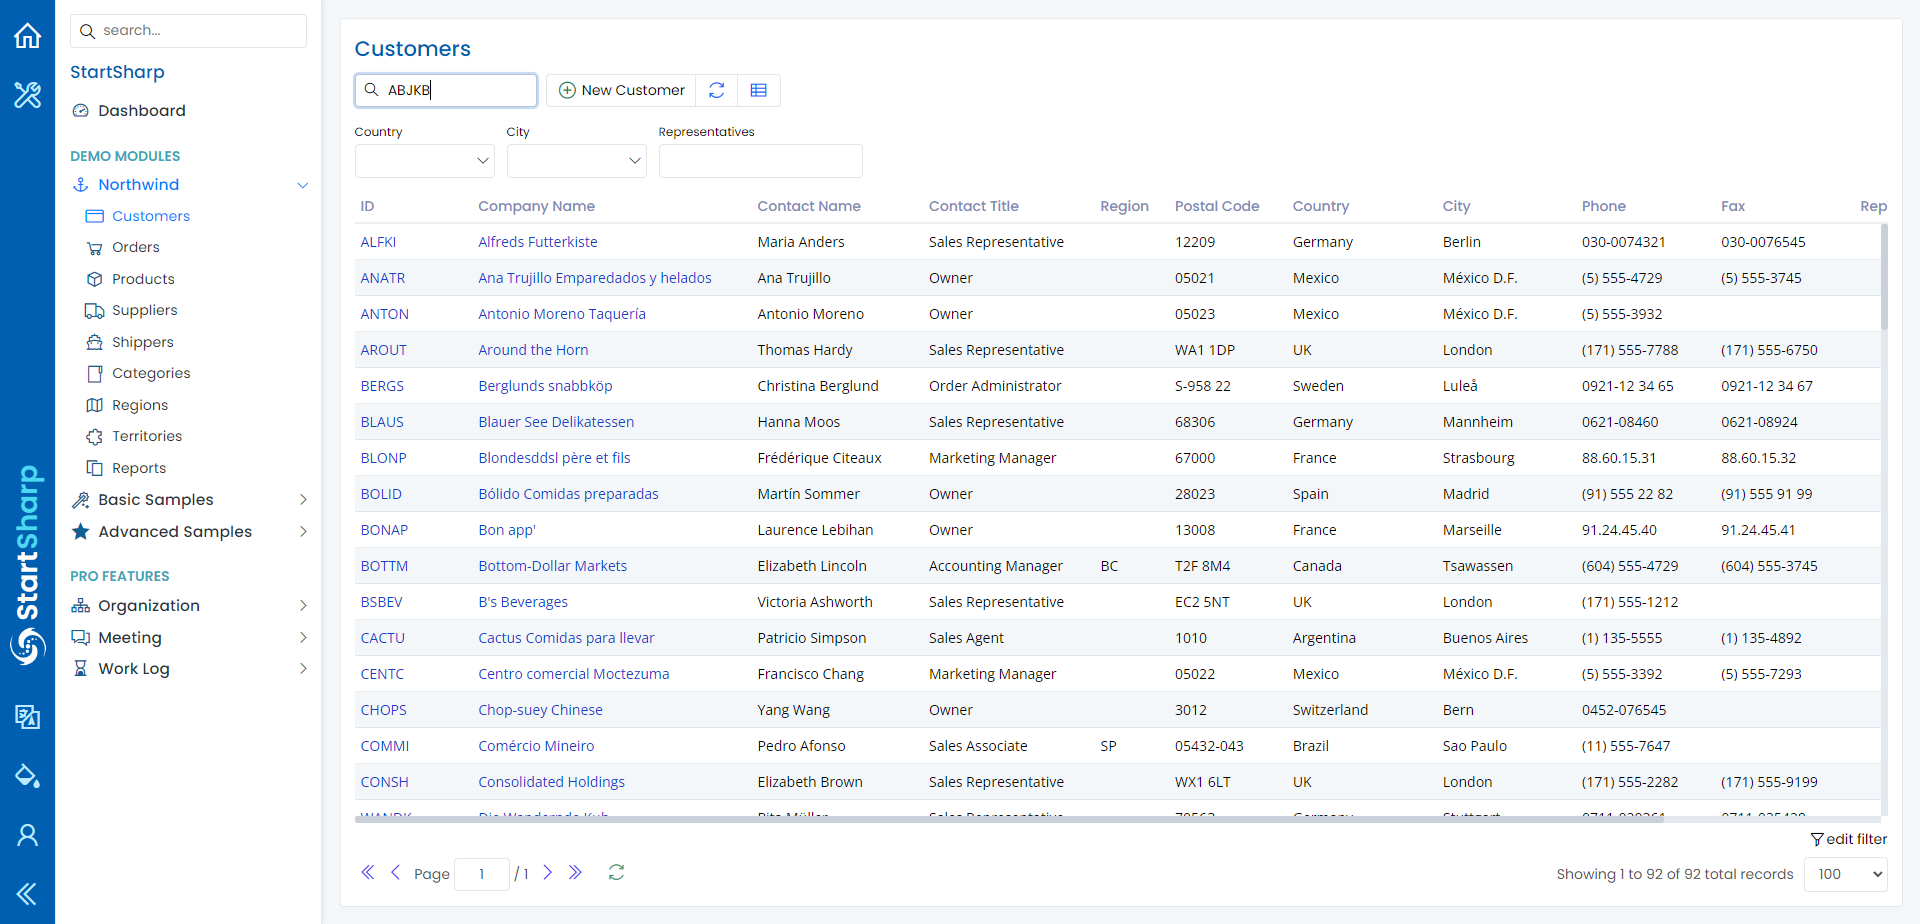 search...
StartSharp
Dashboard
DEMO MODULES
Northwind
Customers
Orders
Products
Suppliers
Shippers
Categories
Regions
Territories
Reports
Basic Samples
Advanced Samples
PRO FEATURES
Organization
Meeting
Work Log
StartSharp
Customers
ABJKB
New Customer
Country City Representatives
ID Company Name Contact Name Contact Title Region Postal Code Country City Phone Fax Rep
ALFKI Alfreds Futterkiste Maria Anders Sales Representative 12209 Germany Berlin 030-0074321 030-0076545
ANATR Ana Trujillo Emparedados y helados Ana Trujillo Owner 05021 Mexico México D.F. (5) 555-4729 (5) 555-3745
ANTON Antonio Moreno Taquería Antonio Moreno Owner 05023 Mexico México D.F. (5) 555-3932
AROUT Around the Horn Thomas Hardy Sales Representative WA1 1DP UK London (171) 555-7788 (171) 555-6750
BERGS Berglunds snabbköp Christina Berglund Order Administrator S-958 22 Sweden Luleå 0921-12 34 65 0921-12 34 67
BLAUS Blauer See Delikatessen Hanna Moos Sales Representative 68306 Germany Mannheim 0621-08460 0621-08924
BLONP Blondesddsl père et fils Frédérique Citeaux Marketing Manager 67000 France Strasbourg 88.60.15.31 88.60.15.32
BOLID Bólido Comidas preparadas Martín Sommer Owner 28023 Spain Madrid (91) 555 22 82 (91) 555 91 99
BONAP Bon app' Laurence Lebihan Owner 13008 France Marseille 91.24.45.40 91.24.45.41
BOTTM Bottom-Dollar Markets Elizabeth Lincoln Accounting Manager BC T2F 8M4 Canada Tsawassen (604) 555-4729 (604) 555-3745
BSBEV B's Beverages Victoria Ashworth Sales Representative EC2 5NT UK London (171) 555-1212
CACTU Cactus Comidas para llevar Patricio Simpson Sales Agent 1010 Argentina Buenos Aires (1) 135-5555 (1) 135-4892
CENTC Centro comercial Moctezuma Francisco Chang Marketing Manager 05022 Mexico México D.F. (5) 555-3392 (5) 555-7293
CHOPS Chop-suey Chinese Yang Wang Owner 3012 Switzerland Bern 0452-076545
COMMI Comércio Mineiro Pedro Afonso Sales Associate SP 05432-043 Brazil Sao Paulo (11) 555-7647
CONSH Consolidated Holdings Elizabeth Brown Sales Representative WX1 6LT UK London (171) 555-2282 (171) 555-9199
edit filter
Page 1 / 1
Showing 1 to 92 of 92 total records 100